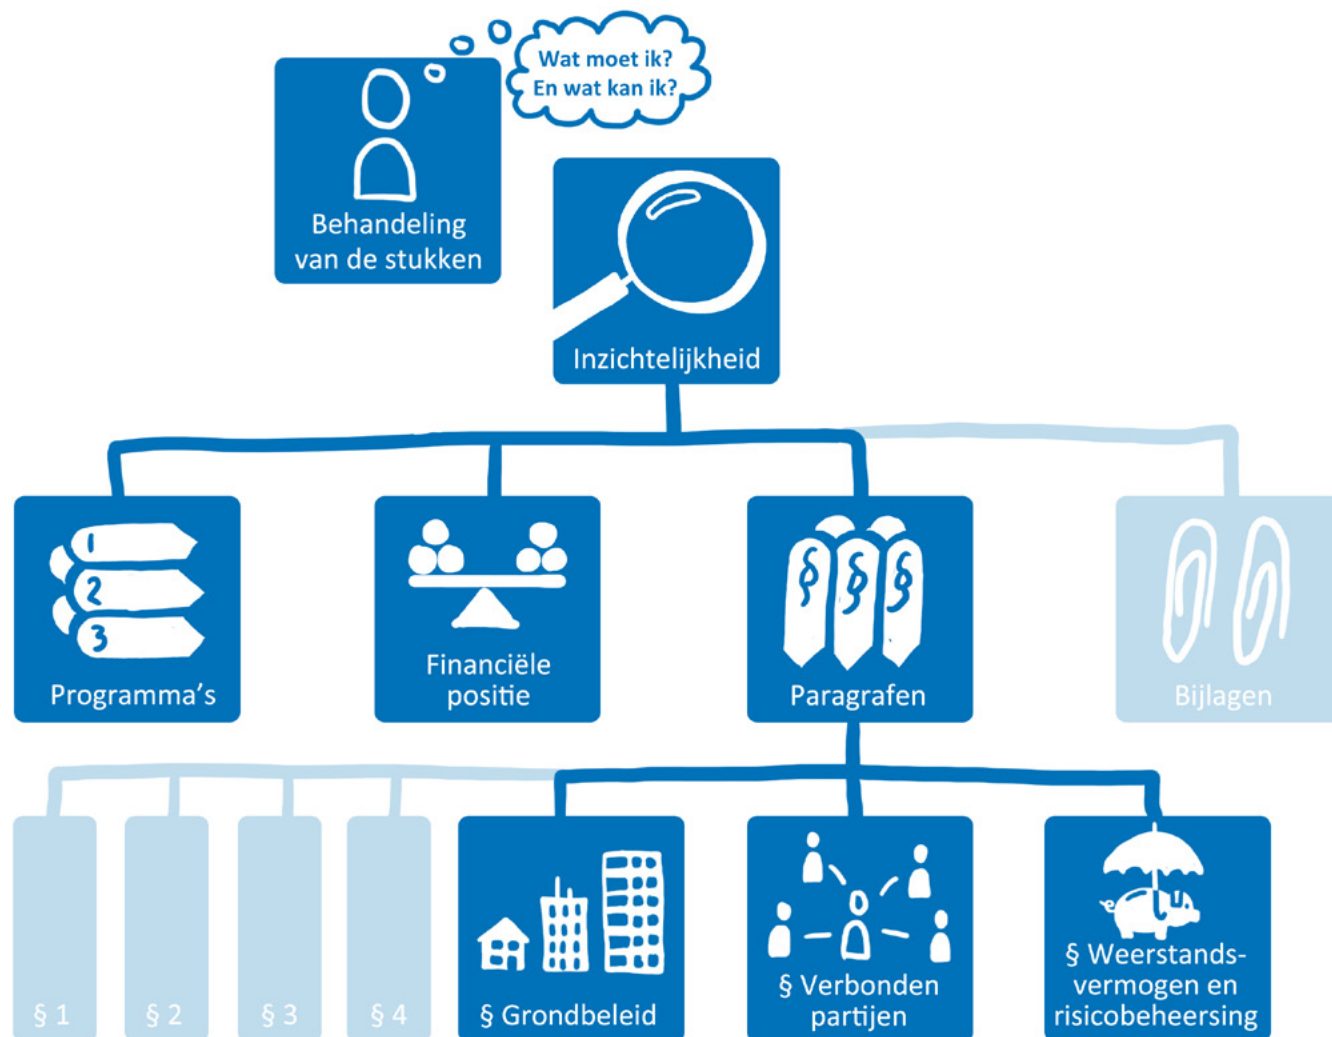 Wat moet ik?
En wat kan ik?
Behandeling
van de stukken
Inzichtelijkheid
1
2
3
Programma's
Financiële
positie
§ § §
Paragrafen
Bijlagen
§ 1
§ 2
§ 3
§ 4
§ Grondbeleid
§ Verbonden
partijen
§ Weerstands-
vermogen en
risicobeheersing